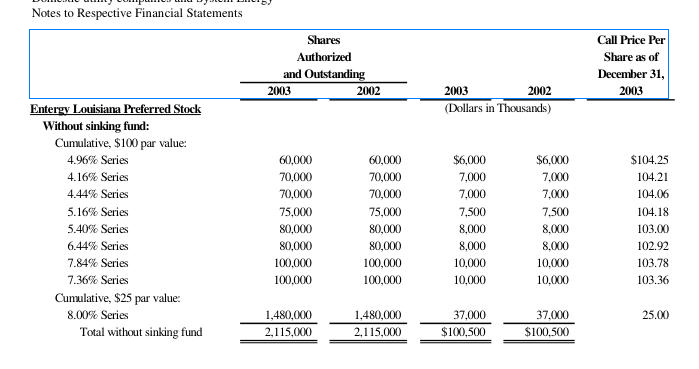 Domestic utility companies and System Energy
Notes to Respective Financial Statements
Shares Call Price Per
Authorized Share as of
and Outstanding December 31,
2003 2002 2003 2002 2003
Entergy Louisiana Preferred Stock (Dollars in Thousands)
Without sinking fund:
Cumulative, $100 par value:
4.96% Series 60,000 60,000 $6,000 $6,000 $104.25
4.16% Series 70,000 70,000 7,000 7,000 104.21
4.44% Series 70,000 70,000 7,000 7,000 104.06
5.16% Series 75,000 75,000 7,500 7,500 104.18
5.40% Series 80,000 80,000 8,000 8,000 103.00
6.44% Series 80,000 80,000 8,000 8,000 102.92
7.84% Series 100,000 100,000 10,000 10,000 103.78
7.36% Series 100,000 100,000 10,000 10,000 103.36
Cumulative, $25 par value:
8.00% Series 1,480,000 1,480,000 37,000 37,000 25.00
Total without sinking fund 2,115,000 2,115,000 $100,500 $100,500